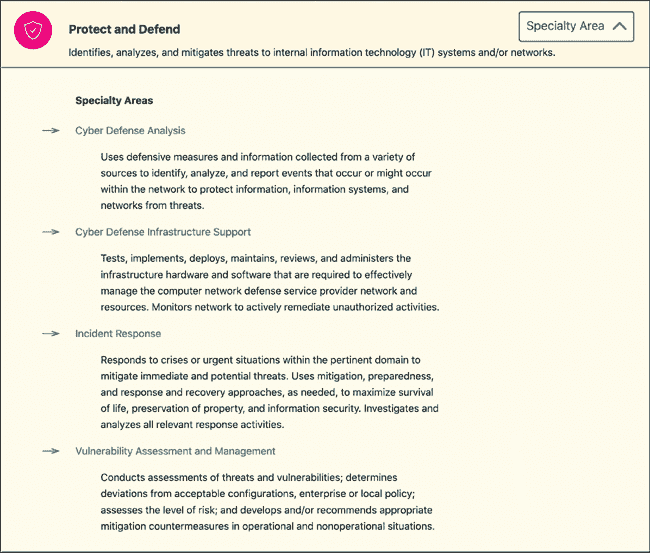 Protect and Defend
Specialty Area
Identifies, analyzes, and mitigates threats to internal information technology (IT) systems and/or networks.
Specialty Areas
Cyber Defense Analysis
Uses defensive measures and information collected from a variety of
sources to identify, analyze, and report events that occur or might occur
within the network to protect information, information systems, and
networks from threats.
Cyber Defense Infrastructure Support
Tests, implements, deploys, maintains, reviews, and administers the
infrastructure hardware and software that are required to effectively
manage the computer network defense service provider network and
resources. Monitors network to actively remediate unauthorized activities.
Incident Response
Responds to crises or urgent situations within the pertinent domain to
mitigate immediate and potential threats. Uses mitigation, preparedness,
and response and recovery approaches, as needed, to maximize survival
of life, preservation of property, and information security. Investigates and
analyzes all relevant response activities.
Vulnerability Assessment and Management
Conducts assessments of threats and vulnerabilities; determines
deviations from acceptable configurations, enterprise or local policy;
assesses the level of risk; and develops and/or recommends appropriate
mitigation countermeasures in operational and nonoperational situations.